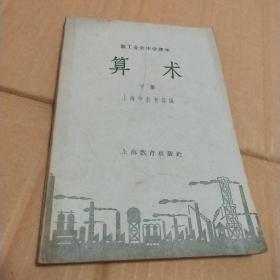 职工业余中学课本
算术
下册
上海市教育局编
上海教育出版社